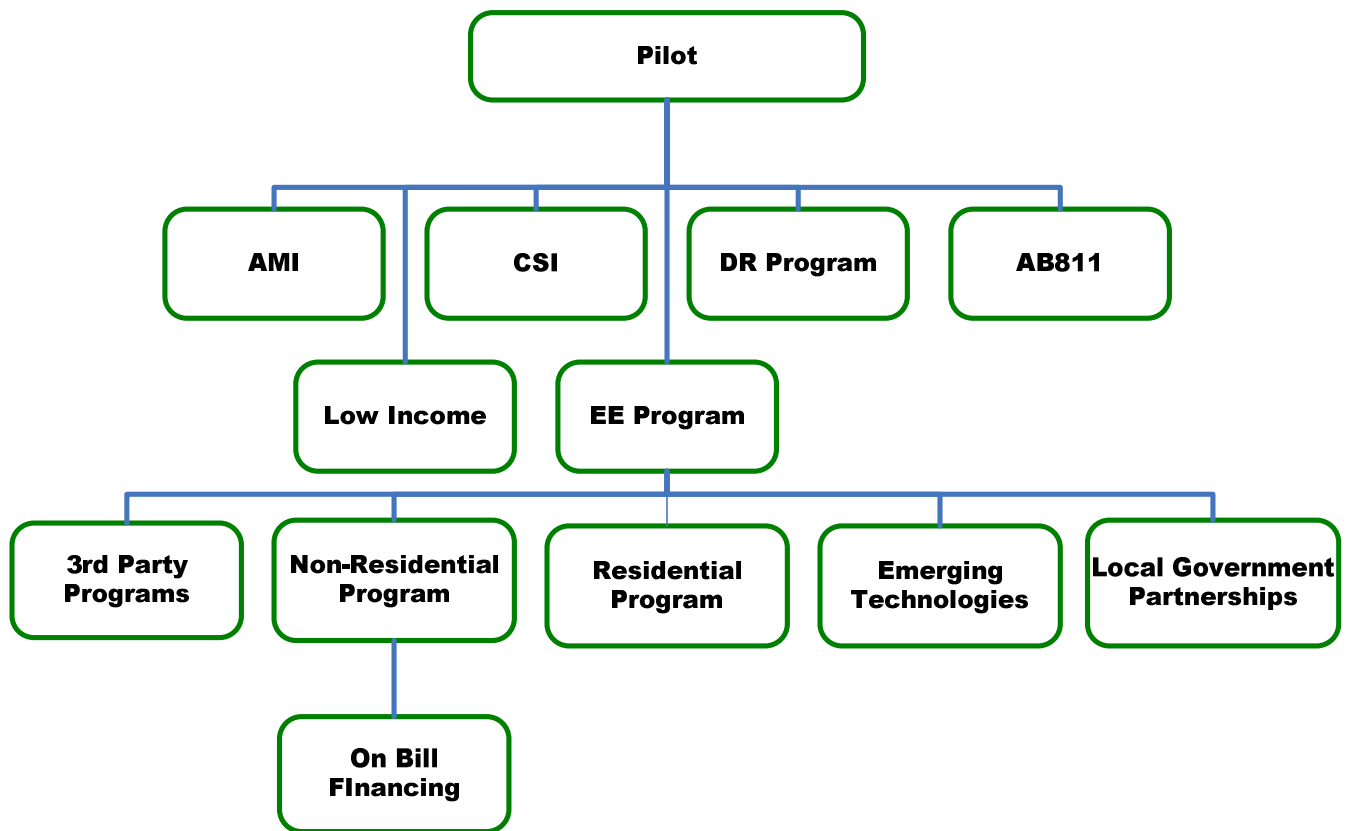 Pilot
AMI
CSI
DR Program
AB811
Low Income
EE Program
3rd Party
Programs
Non-Residential
Program
Residential
Program
Emerging
Technologies
Local Government
Partnerships
On Bill
FInancing